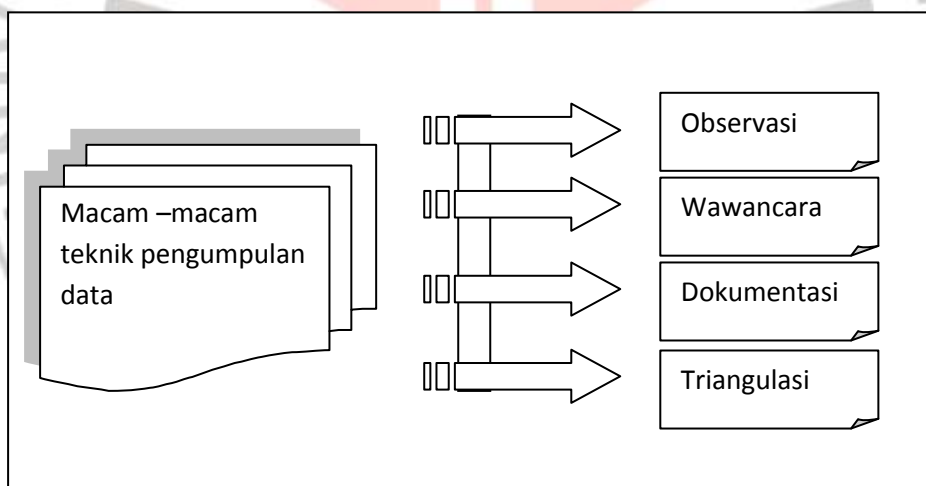 Macam –macam
teknik pengumpulan
data
Observasi
Wawancara
Dokumentasi
Triangulasi